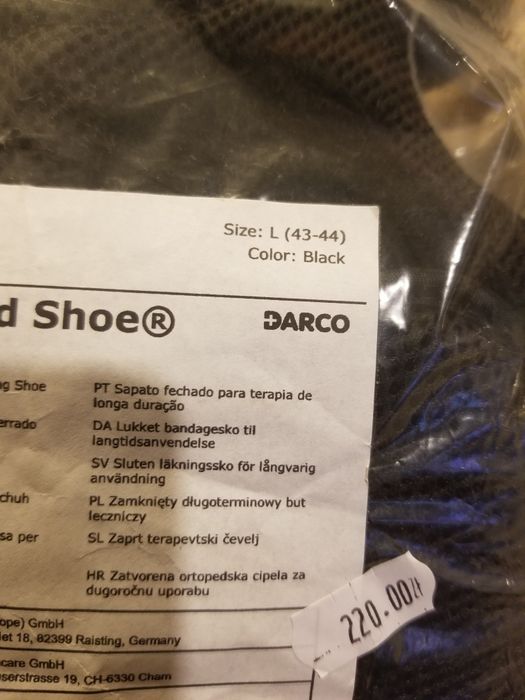 Size: L (43-44)
Color: Black
d Shoe® DARCO
ng Shoe
PT Sapato fechado para terapia de
longa duração
errado
DA Lukket bandagesko til
langtidsanvendelse
SV Sluten läkningssko för långvarig
användning
chuh
PL Zamknięty długoterminowy but
leczniczy
sa per
SL Zaprt terapevtski čevelj
HR Zatvorena ortopedska cipela za
dugoročnu uporabu
ope) GmbH
let 18, 82399 Raisting, Germany
care GmbH
serstrasse 19, CH-6330 Cham
220.00zł